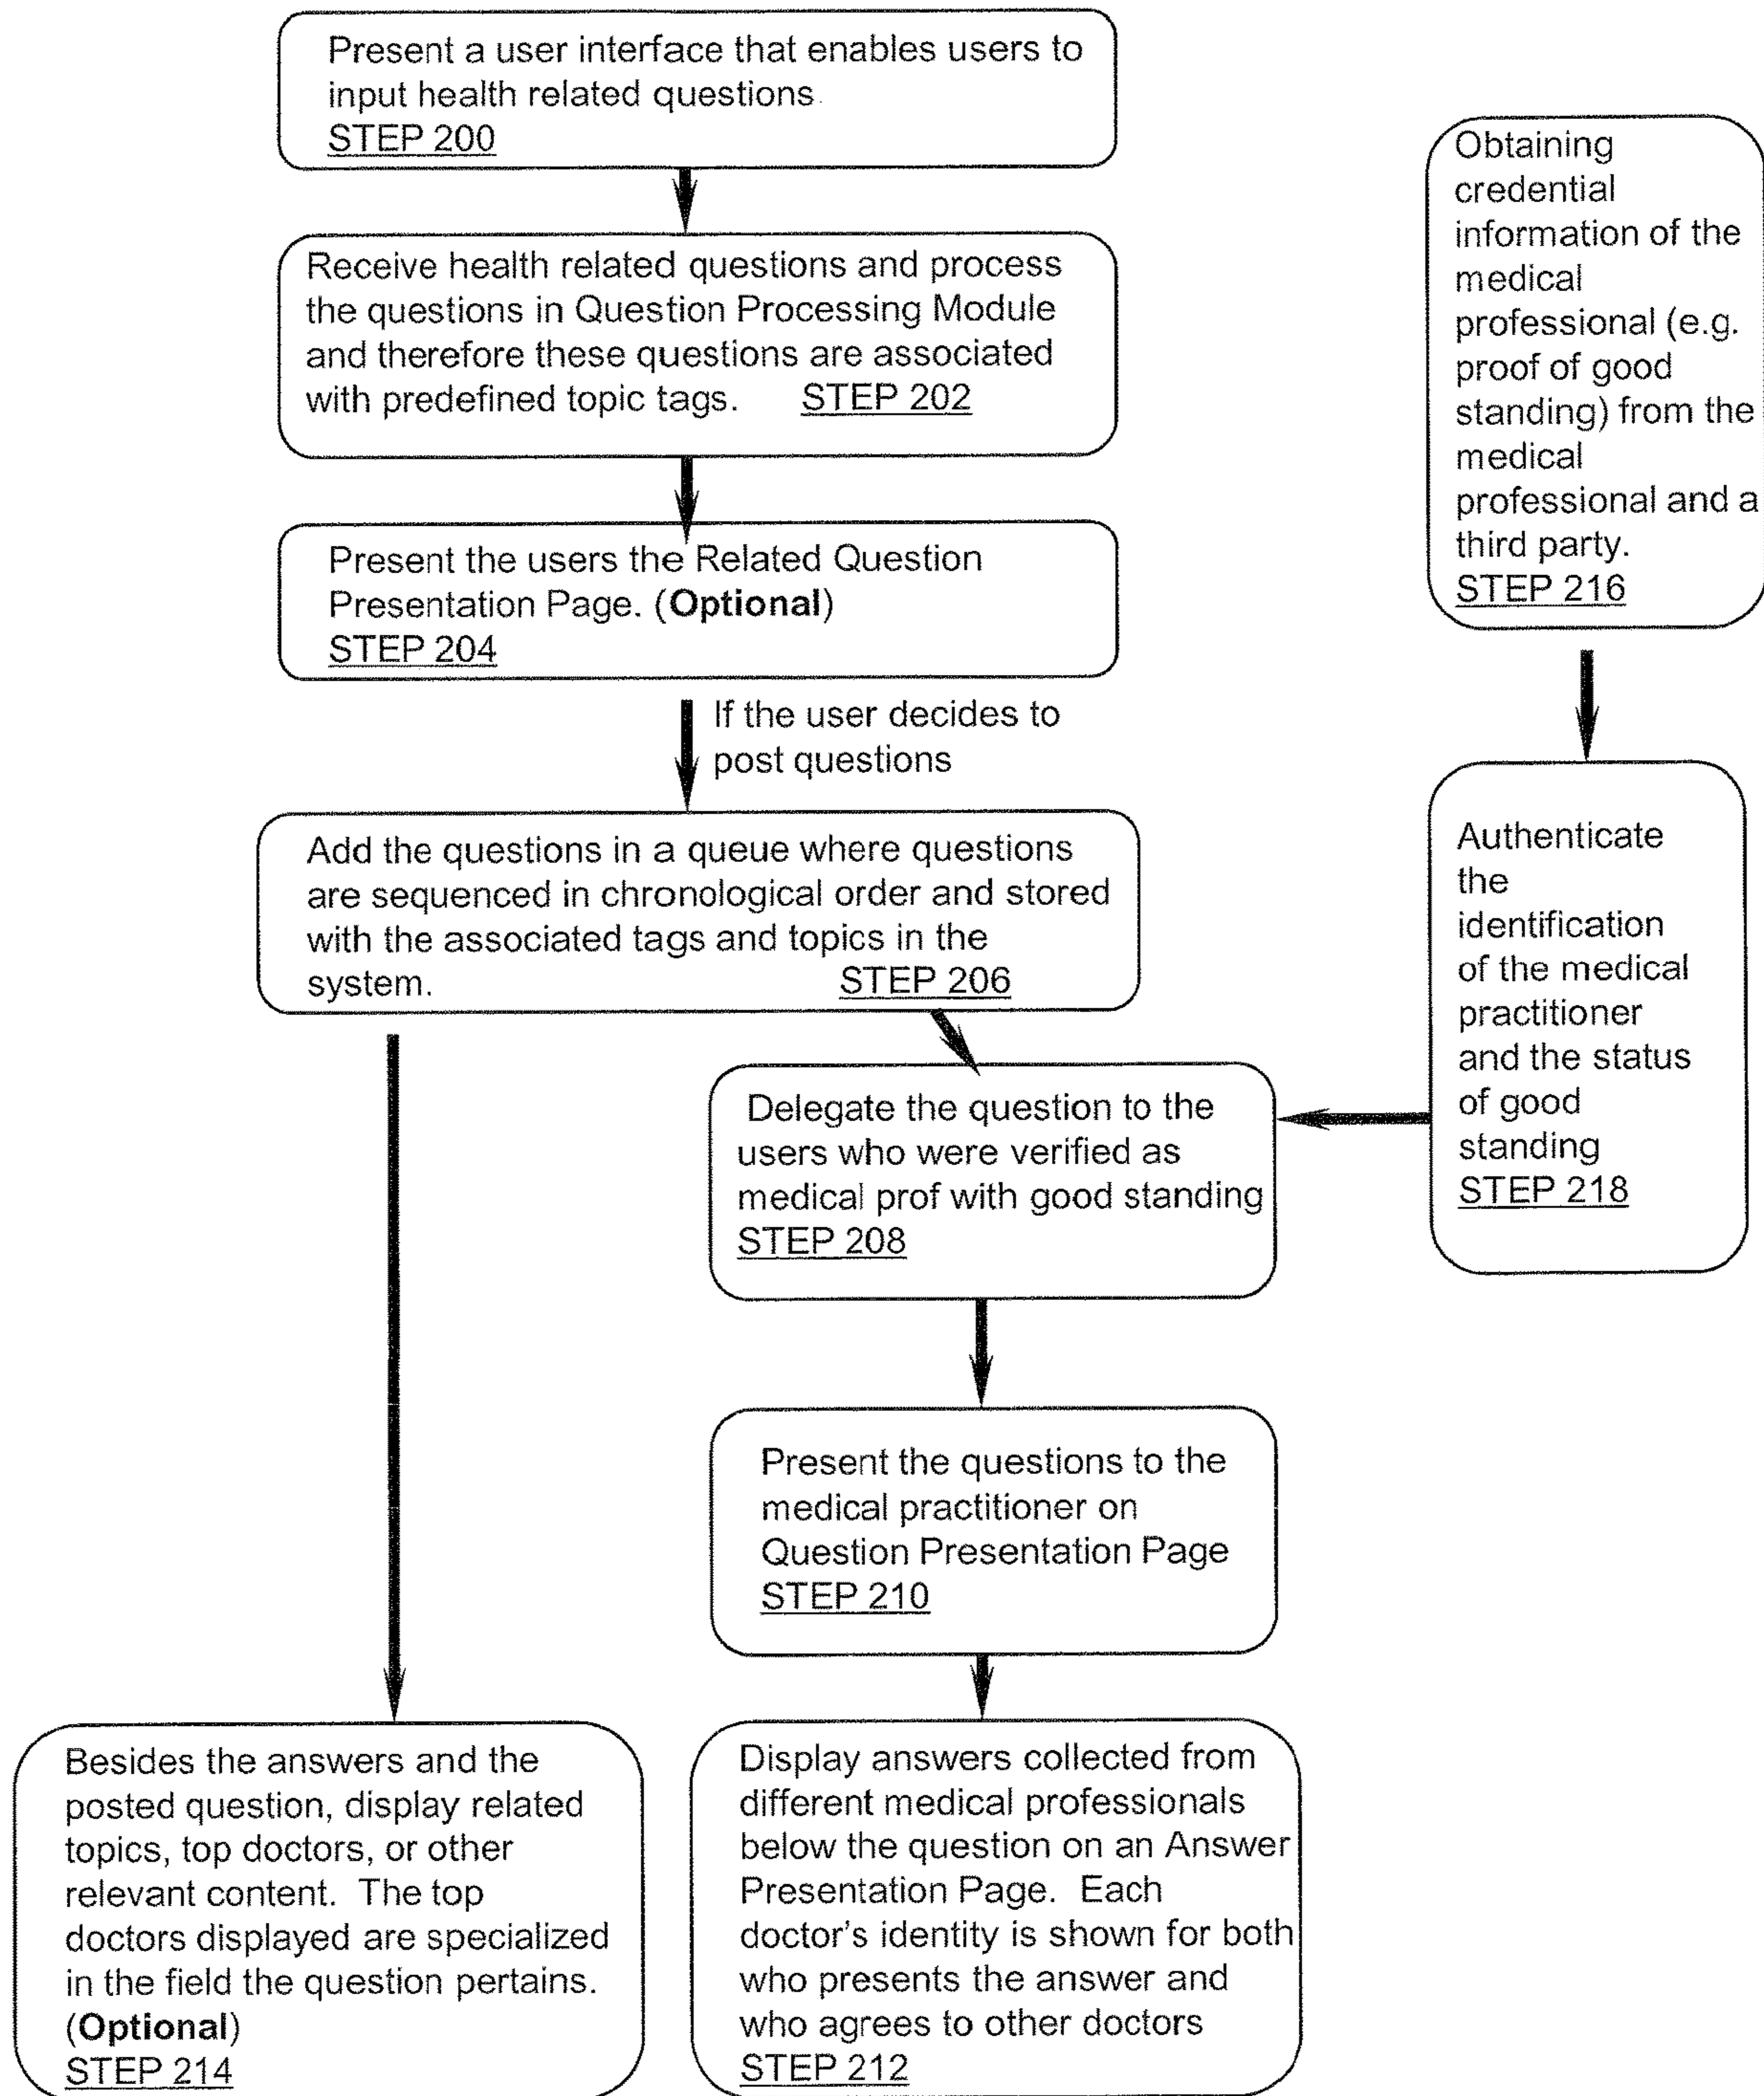 Present a user interface that enables users to
input health related questions.
STEP 200
Receive health related questions and process
the questions in Question Processing Module
and therefore these questions are associated
with predefined topic tags. STEP 202
Present the users the Related Question
Presentation Page. (Optional)
STEP 204
If the user decides to
post questions
Add the questions in a queue where questions
are sequenced in chronological order and stored
with the associated tags and topics in the
system. STEP 206
Obtaining
credential
information of the
medical
professional (e.g.
proof of good
standing) from the
medical
professional and a
third party.
STEP 216
Authenticate
the
identification
of the medical
practitioner
and the status
of good
standing
STEP 218
Delegate the question to the
users who were verified as
medical prof with good standing
STEP 208
Present the questions to the
medical practitioner on
Question Presentation Page
STEP 210
Display answers collected from
different medical professionals
below the question on an Answer
Presentation Page. Each
doctor's identity is shown for both
who presents the answer and
who agrees to other doctors
STEP 212
Besides the answers and the
posted question, display related
topics, top doctors, or other
relevant content. The top
doctors displayed are specialized
in the field the question pertains.
(Optional)
STEP 214